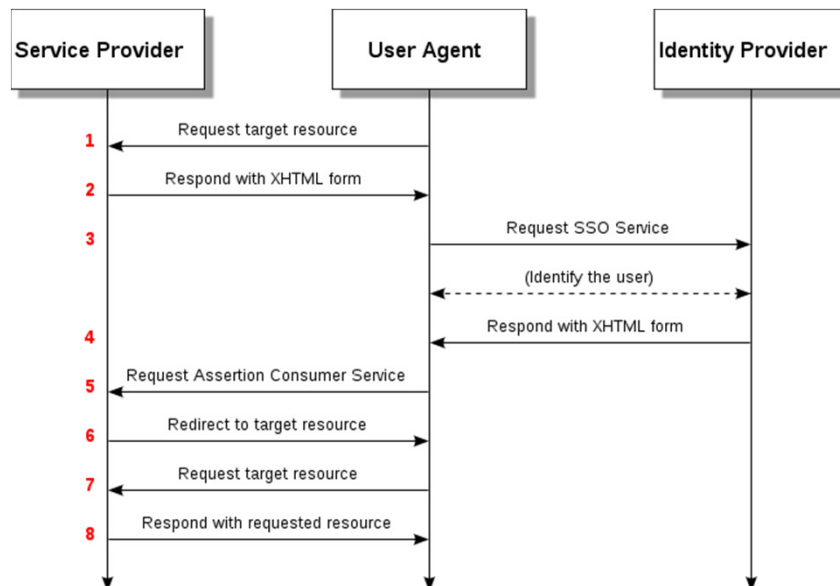 Service Provider
User Agent
Identity Provider
1
Request target resource
2
Respond with XHTML form
3
Request SSO Service
(Identify the user)
4
Respond with XHTML form
5
Request Assertion Consumer Service
6
Redirect to target resource
7
Request target resource
8
Respond with requested resource